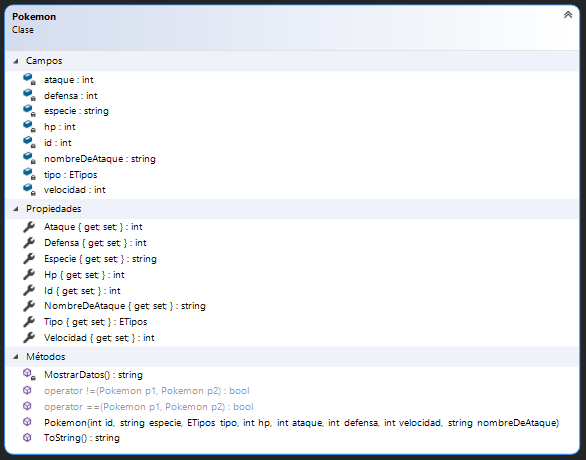 Pokemon
Clase
Campos
ataque : int
defensa : int
especie : string
hp : int
id : int
nombreDeAtaque : string
tipo : ETipos
velocidad : int
Propiedades
Ataque { get; set; } : int
Defensa { get; set; } : int
Especie { get; set; } : string
Hp { get; set; } : int
Id { get; set; } : int
NombreDeAtaque { get; set; } : string
Tipo { get; set; } : ETipos
Velocidad { get; set; } : int
Métodos
MostrarDatos() : string
operator !=(Pokemon p1, Pokemon p2) : bool
operator ==(Pokemon p1, Pokemon p2) : bool
Pokemon(int id, string especie, ETipos tipo, int hp, int ataque, int defensa, int velocidad, string nombreDeAtaque)
ToString() : string